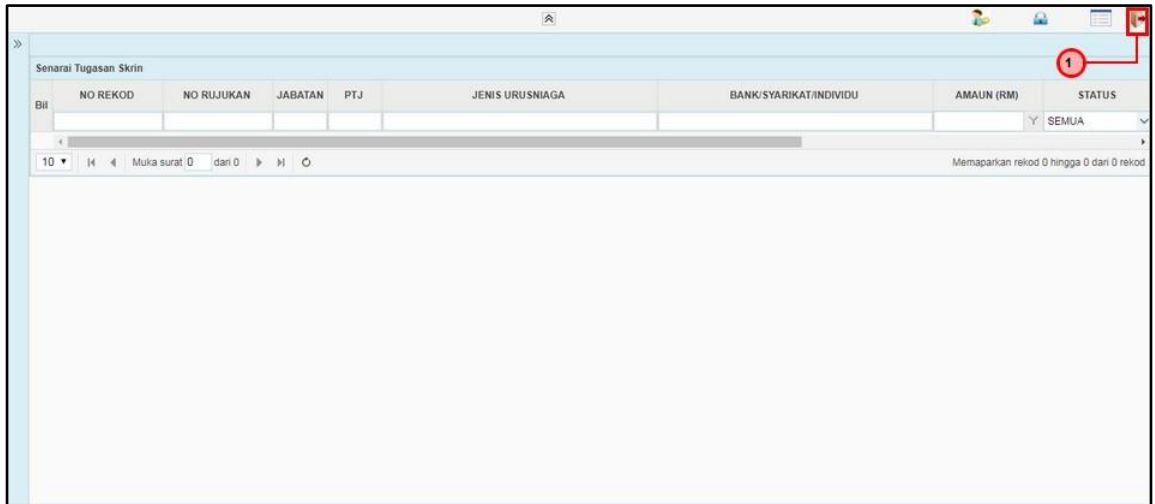 1
Senarai Tugasan Skrin
Bil NO REKOD NO RUJUKAN JABATAN PTJ JENIS URUSNIAGA BANK/SYARIKAT/INDIVIDU AMAUN (RM) STATUS
SEMUA
10 Muka surat 0 dari 0 Memaparkan rekod 0 hingga 0 dari 0 rekod